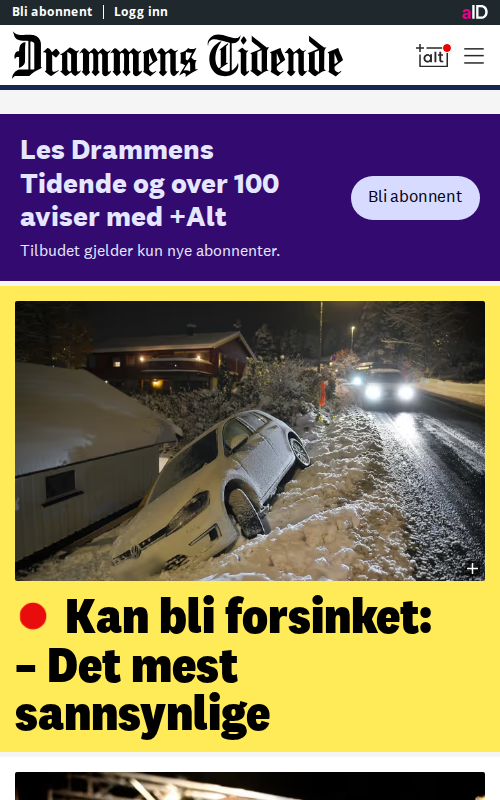 Bli abonnent | Logg inn
aID
Drammens Tidende
+alt
Les Drammens
Tidende og over 100
aviser med +Alt
Bli abonnent
Tilbudet gjelder kun nye abonnenter.
+
Kan bli forsinket:
– Det mest
sannsynlige